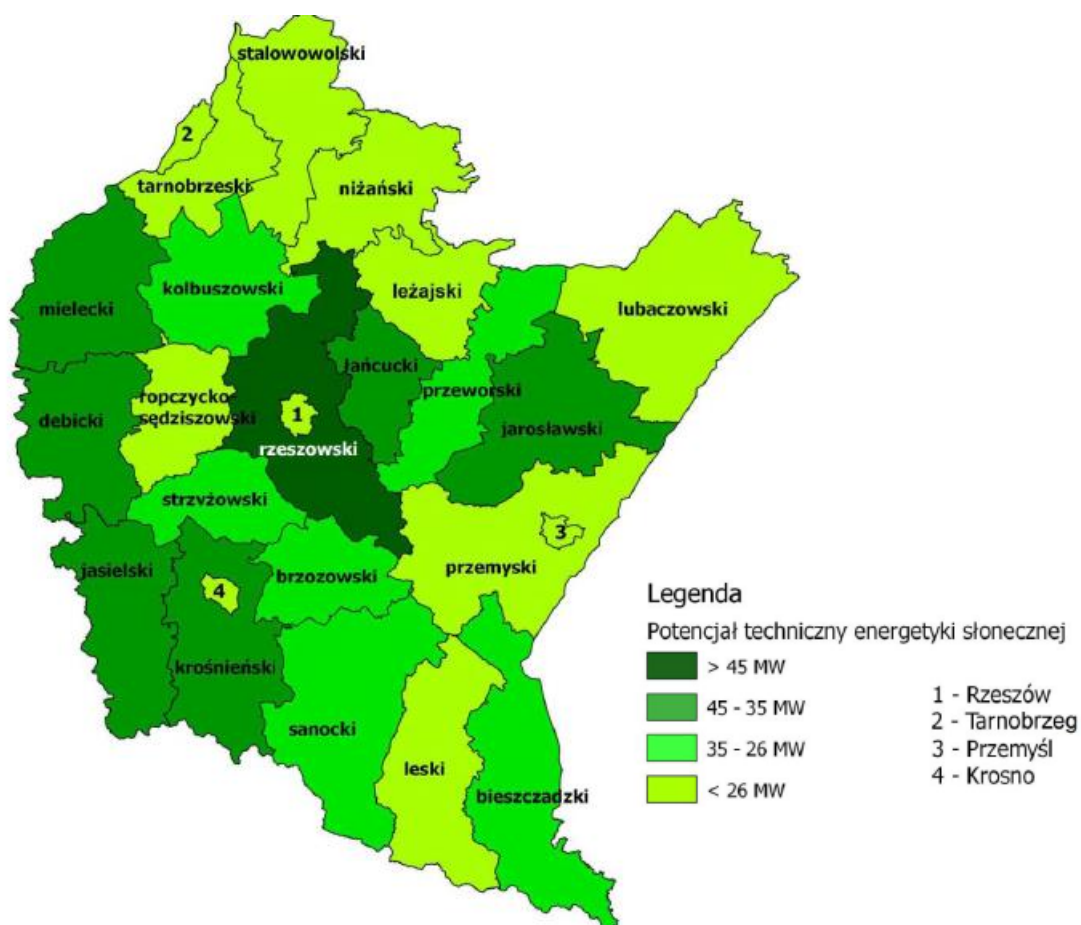 stalowowolski
2
tarnobrzeski
niżański
kolbuszowski
leżajski
mielecki
lubaczowski
łańcucki
przeworski
ropczycko-
sędziszowski
debicki
1
rzeszowski
jarosławski
strzyżowski
3
jasielski
4
brzozowski
przemyski
krośnieński
sanocki
leski
bieszczadzki
Legenda
Potencjał techniczny energetyki słonecznej
> 45 MW
45 - 35 MW
35 - 26 MW
< 26 MW
1 - Rzeszów
2 - Tarnobrzeg
3 - Przemyśl
4 - Krosno